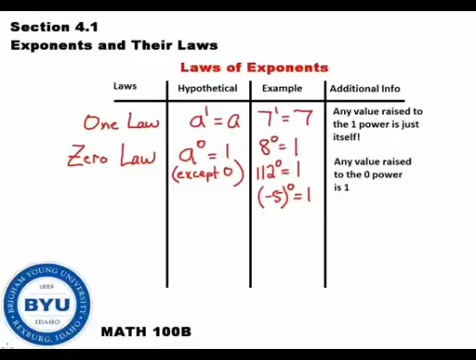 Section 4.1
Exponents and Their Laws
Laws of Exponents
Laws Hypothetical Example Additional Info
One Law a¹ = a 7¹ = 7 Any value raised to
the 1 power is just
itself!
Zero Law a⁰ = 1 8⁰ = 1 Any value raised
(except 0) 112⁰ = 1 to the 0 power
(-5)⁰ = 1 is 1
BRIGHAM YOUNG UNIVERSITY
1888
BYU
IDAHO
REXBURG, IDAHO
MATH 100B